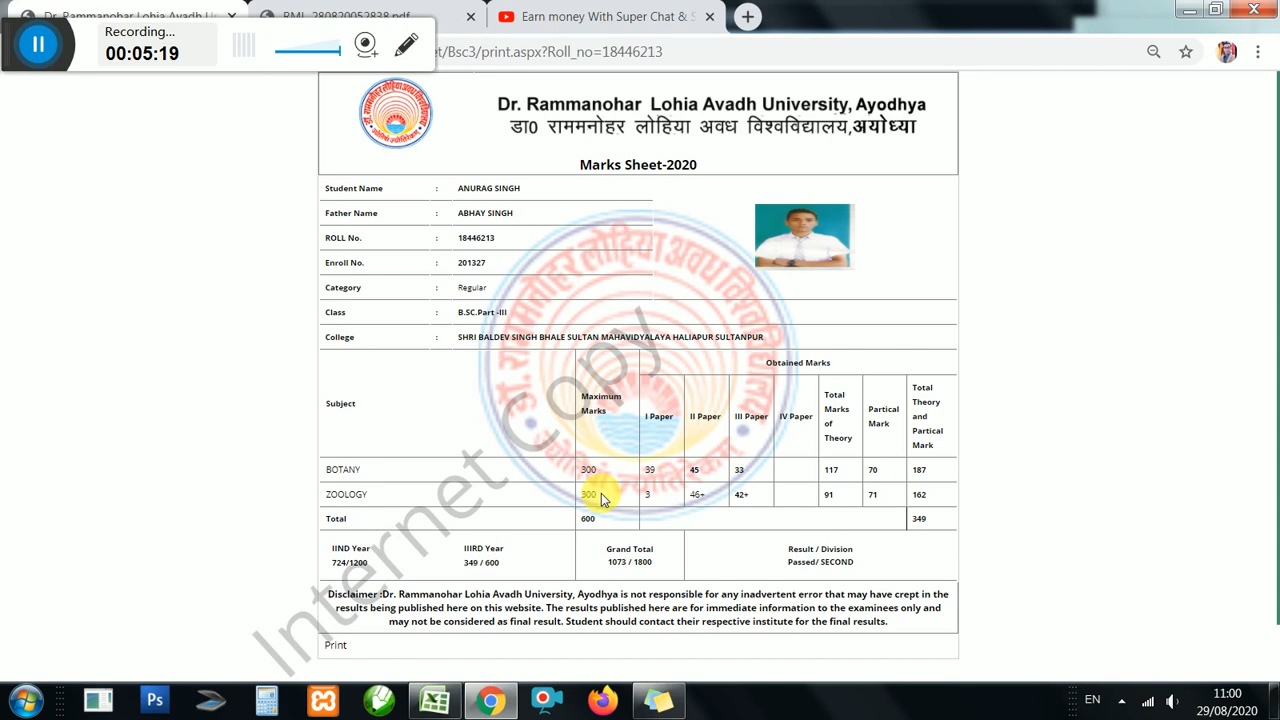 Dr. Rammanohar Lohia Avadh
RML_280820052838.pdf
Earn money With Super Chat & S
Recording...
00:05:19
et/Bsc3/print.aspx?Roll_no=18446213
Dr. Rammanohar Lohia Avadh University, Ayodhya
डा0 राममनोहर लोहिया अवध विश्वविद्यालय,अयोध्या
Marks Sheet-2020
Student Name : ANURAG SINGH
Father Name : ABHAY SINGH
ROLL No. : 18446213
Enroll No. : 201327
Category : Regular
Class : B.SC.Part -III
College : SHRI BALDEV SINGH BHALE SULTAN MAHAVIDYALAYA HALIAPUR SULTANPUR
Obtained Marks
Subject Maximum Marks I Paper II Paper III Paper IV Paper Total Marks of Theory Partical Mark Total Theory and Partical Mark
BOTANY 300 39 45 33 117 70 187
ZOOLOGY 300 3 46+ 42+ 91 71 162
Total 600 349
IIND Year IIIRD Year Grand Total Result / Division
724/1200 349 / 600 1073 / 1800 Passed/ SECOND
Disclaimer :Dr. Rammanohar Lohia Avadh University, Ayodhya is not responsible for any inadvertent error that may have crept in the
results being published here on this website. The results published here are for immediate information to the examinees only and
may not be considered as final result. Student should contact their respective institute for the final results.
Print
Internet Copy
Ps
EN
11:00
29/08/2020